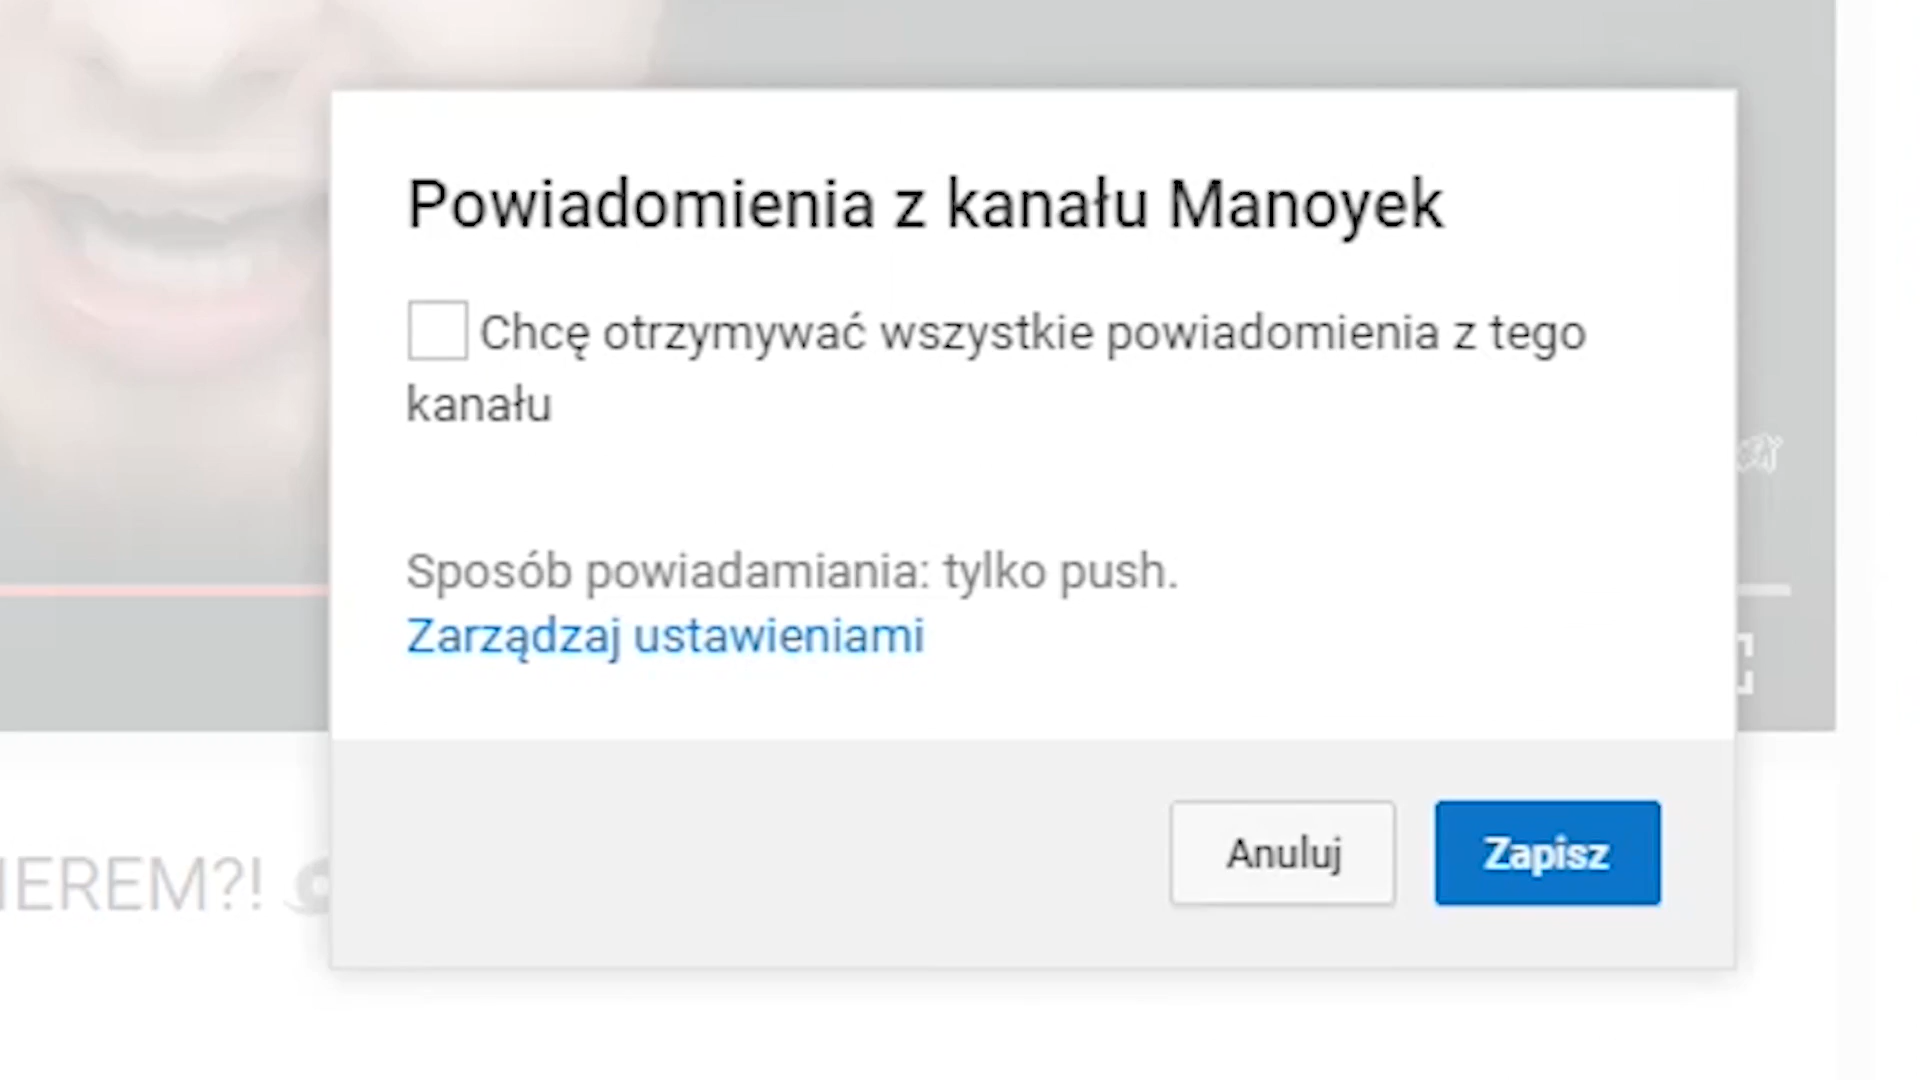 Powiadomienia z kanału Manoyek
Chcę otrzymywać wszystkie powiadomienia z tego
kanału
Sposób powiadamiania: tylko push.
Zarządzaj ustawieniami
Anuluj Zapisz
IEREM?!